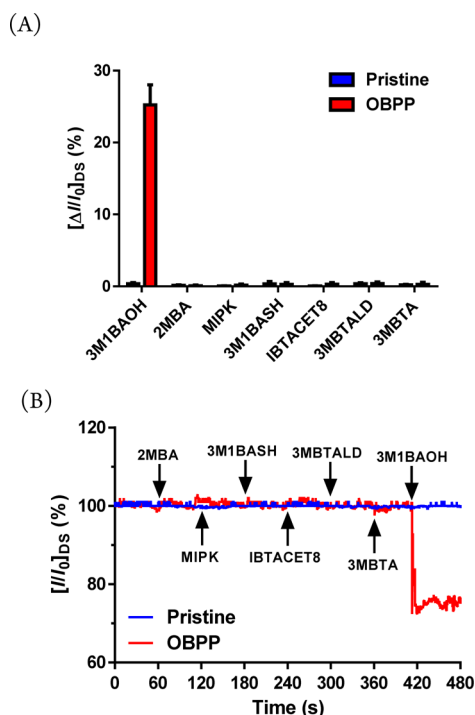 (A)
[ΔI/I0]DS (%)
30
20
10
0
Pristine
OBPP
3M1BAOH
2MBA
MIPK
3M1BASH
IBTACET8
3MBTALD
3MBTA
(B)
[I/I0]DS (%)
120
100
80
60
2MBA
3M1BASH
3MBTALD
3M1BAOH
MIPK
IBTACET8
3MBTA
Pristine
OBPP
0 60 120 180 240 300 360 420 480
Time (s)